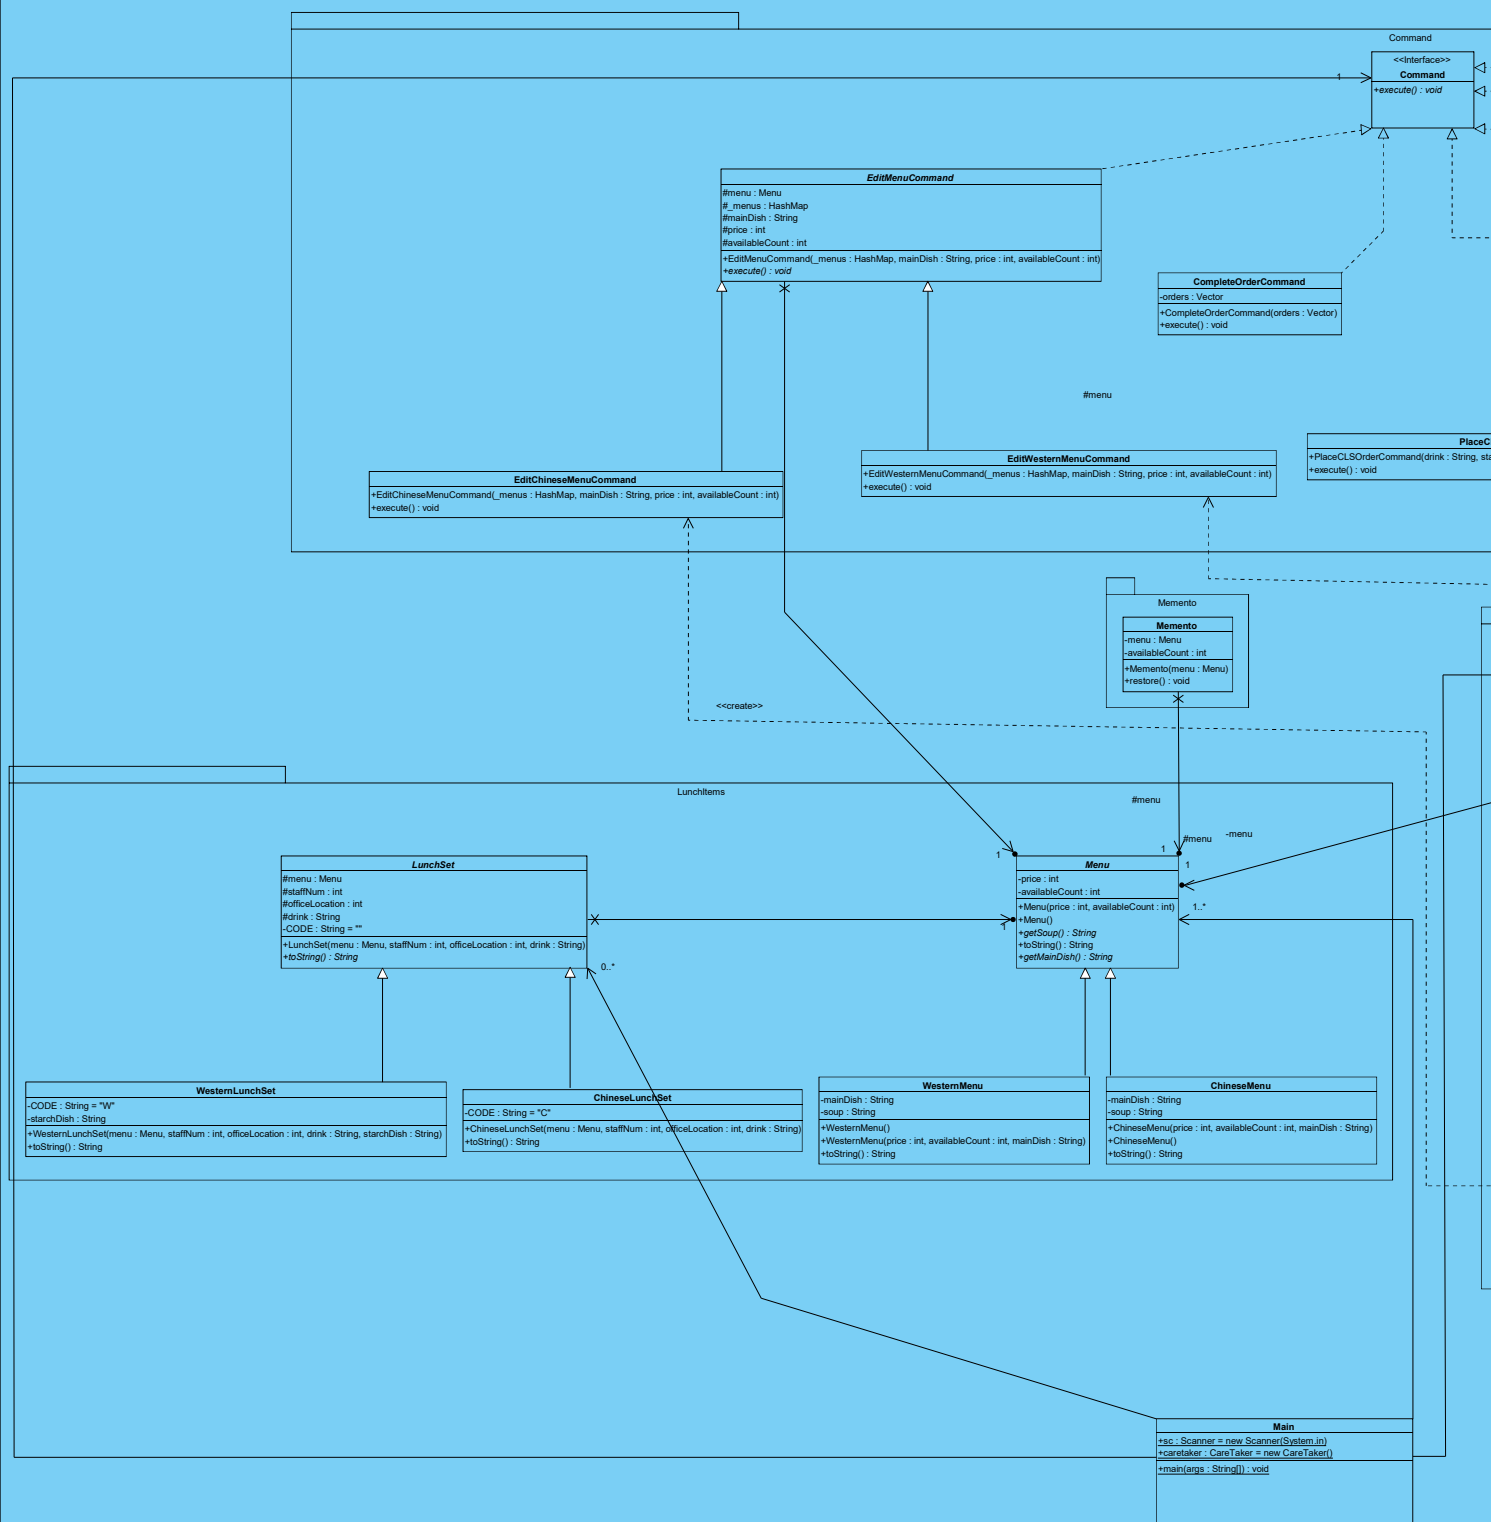 Command
<<Interface>>
Command
+execute() : void
1
EditMenuCommand
#menu : Menu
#_menus : HashMap
#mainDish : String
#price : int
#availableCount : int
+EditMenuCommand(_menus : HashMap, mainDish : String, price : int, availableCount : int)
+execute() : void
CompleteOrderCommand
-orders : Vector
+CompleteOrderCommand(orders : Vector)
+execute() : void
#menu
PlaceC
+PlaceCLSOrderCommand(drink : String, sta
+execute() : void
EditWesternMenuCommand
+EditWesternMenuCommand(_menus : HashMap, mainDish : String, price : int, availableCount : int)
+execute() : void
EditChineseMenuCommand
+EditChineseMenuCommand(_menus : HashMap, mainDish : String, price : int, availableCount : int)
+execute() : void
Memento
Memento
-menu : Menu
-availableCount : int
+Memento(menu : Menu)
+restore() : void
<<create>>
LunchItems
#menu
#menu
-menu
1
1
1
1..*
1
0..*
LunchSet
#menu : Menu
#staffNum : int
#officeLocation : int
#drink : String
-CODE : String = ""
+LunchSet(menu : Menu, staffNum : int, officeLocation : int, drink : String)
+toString() : String
Menu
-price : int
-availableCount : int
+Menu(price : int, availableCount : int)
+Menu()
+getSoup() : String
+toString() : String
+getMainDish() : String
WesternLunchSet
-CODE : String = "W"
-starchDish : String
+WesternLunchSet(menu : Menu, staffNum : int, officeLocation : int, drink : String, starchDish : String)
+toString() : String
ChineseLunchSet
-CODE : String = "C"
+ChineseLunchSet(menu : Menu, staffNum : int, officeLocation : int, drink : String)
+toString() : String
WesternMenu
-mainDish : String
-soup : String
+WesternMenu()
+WesternMenu(price : int, availableCount : int, mainDish : String)
+toString() : String
ChineseMenu
-mainDish : String
-soup : String
+ChineseMenu(price : int, availableCount : int, mainDish : String)
+ChineseMenu()
+toString() : String
Main
+sc : Scanner = new Scanner(System.in)
+caretaker : CareTaker = new CareTaker()
+main(args : String[]) : void